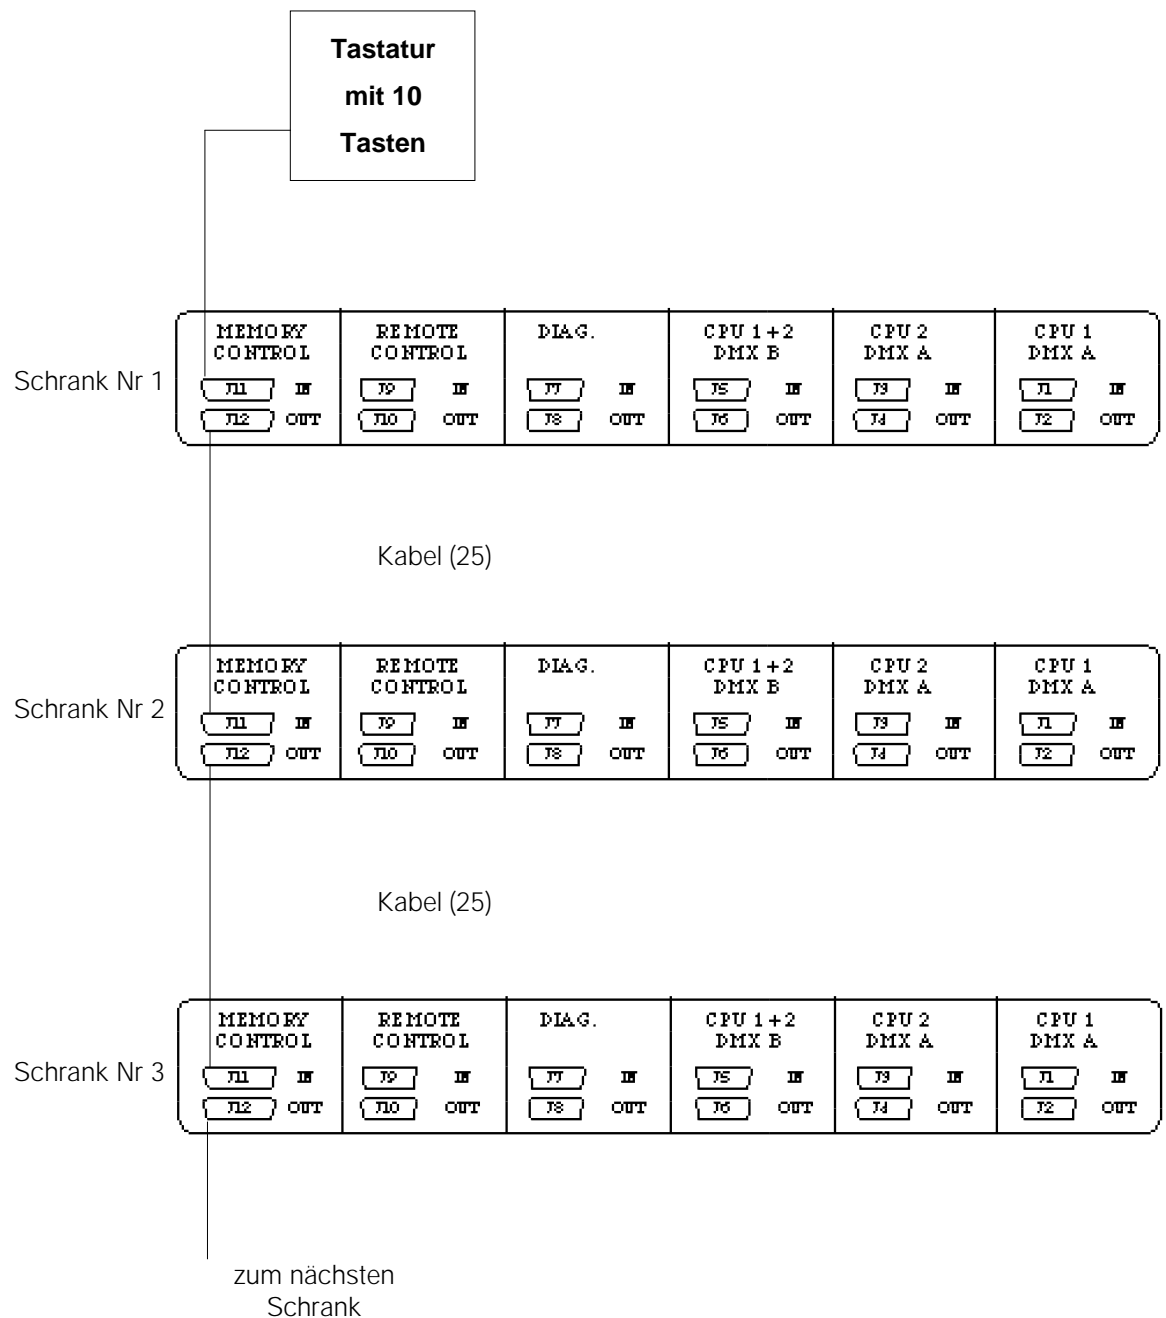 Tastatur
mit 10
Tasten
MEMORY CONTROL REMOTE CONTROL DIAG. CPU 1+2 DMX B CPU 2 DMX A CPU 1 DMX A
Schrank Nr 1
J11 IN J9 IN J7 IN J5 IN J3 IN J1 IN
J12 OUT J10 OUT J8 OUT J6 OUT J4 OUT J2 OUT
Kabel (25)
MEMORY CONTROL REMOTE CONTROL DIAG. CPU 1+2 DMX B CPU 2 DMX A CPU 1 DMX A
Schrank Nr 2
J11 IN J9 IN J7 IN J5 IN J3 IN J1 IN
J12 OUT J10 OUT J8 OUT J6 OUT J4 OUT J2 OUT
Kabel (25)
MEMORY CONTROL REMOTE CONTROL DIAG. CPU 1+2 DMX B CPU 2 DMX A CPU 1 DMX A
Schrank Nr 3
J11 IN J9 IN J7 IN J5 IN J3 IN J1 IN
J12 OUT J10 OUT J8 OUT J6 OUT J4 OUT J2 OUT
zum nächsten
Schrank